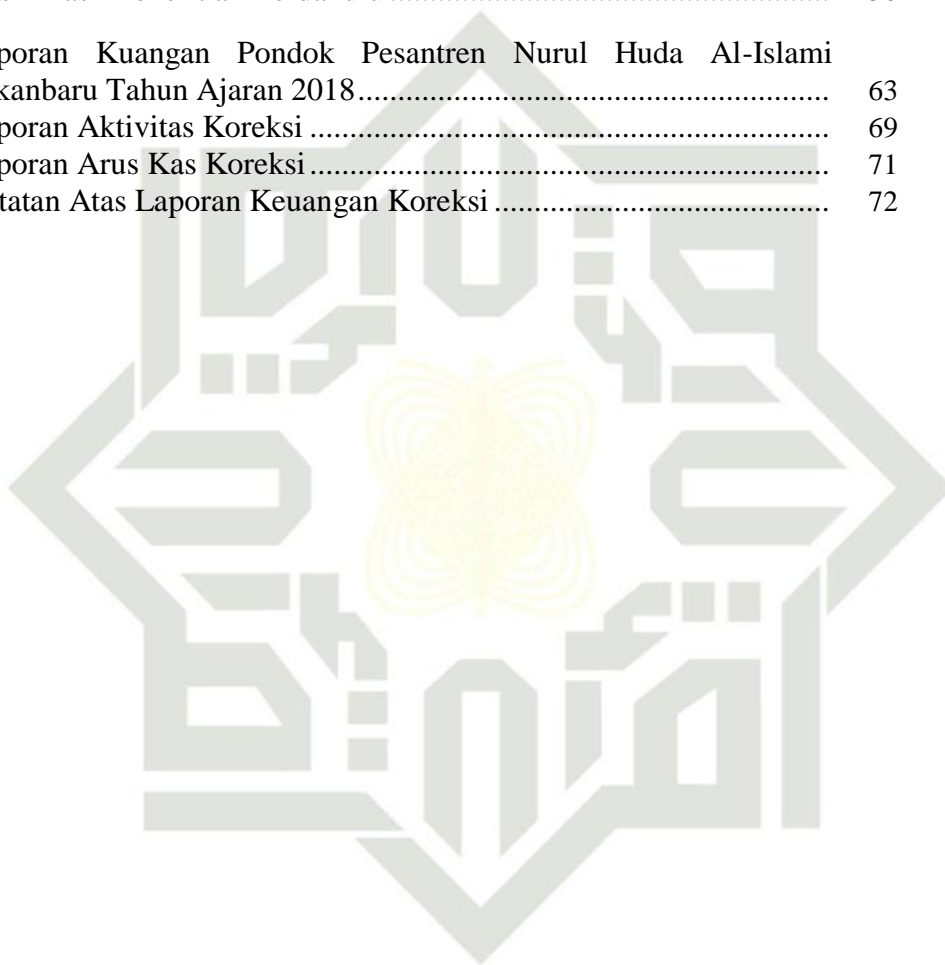 poran Kuangan Pondok Pesantren Nurul Huda Al-Islami
kanbaru Tahun Ajaran 2018.................................................................. 63
poran Aktivitas Koreksi ......................................................................... 69
poran Arus Kas Koreksi ......................................................................... 71
tatan Atas Laporan Keuangan Koreksi ................................................ 72